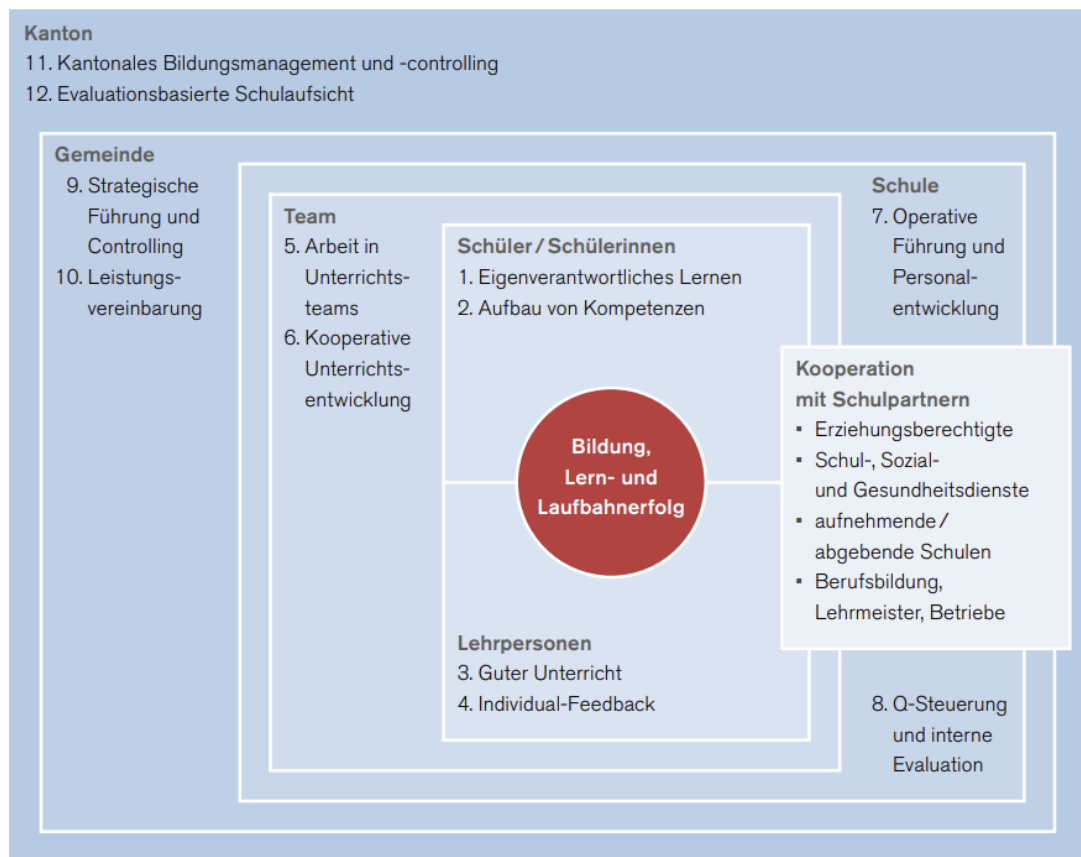 Kanton
11. Kantonales Bildungsmanagement und -controlling
12. Evaluationsbasierte Schulaufsicht
Gemeinde
9. Strategische
Führung und
Controlling
10. Leistungs-
vereinbarung
Team
5. Arbeit in
Unterrichts-
teams
6. Kooperative
Unterrichts-
entwicklung
Schüler / Schülerinnen
1. Eigenverantwortliches Lernen
2. Aufbau von Kompetenzen
Schule
7. Operative
Führung und
Personal-
entwicklung
Kooperation
mit Schulpartnern
▪ Erziehungsberechtigte
▪ Schul-, Sozial-
und Gesundheitsdienste
▪ aufnehmende /
abgebende Schulen
▪ Berufsbildung,
Lehrmeister, Betriebe
Bildung,
Lern- und
Laufbahnerfolg
Lehrpersonen
3. Guter Unterricht
4. Individual-Feedback
8. Q-Steuerung
und interne
Evaluation